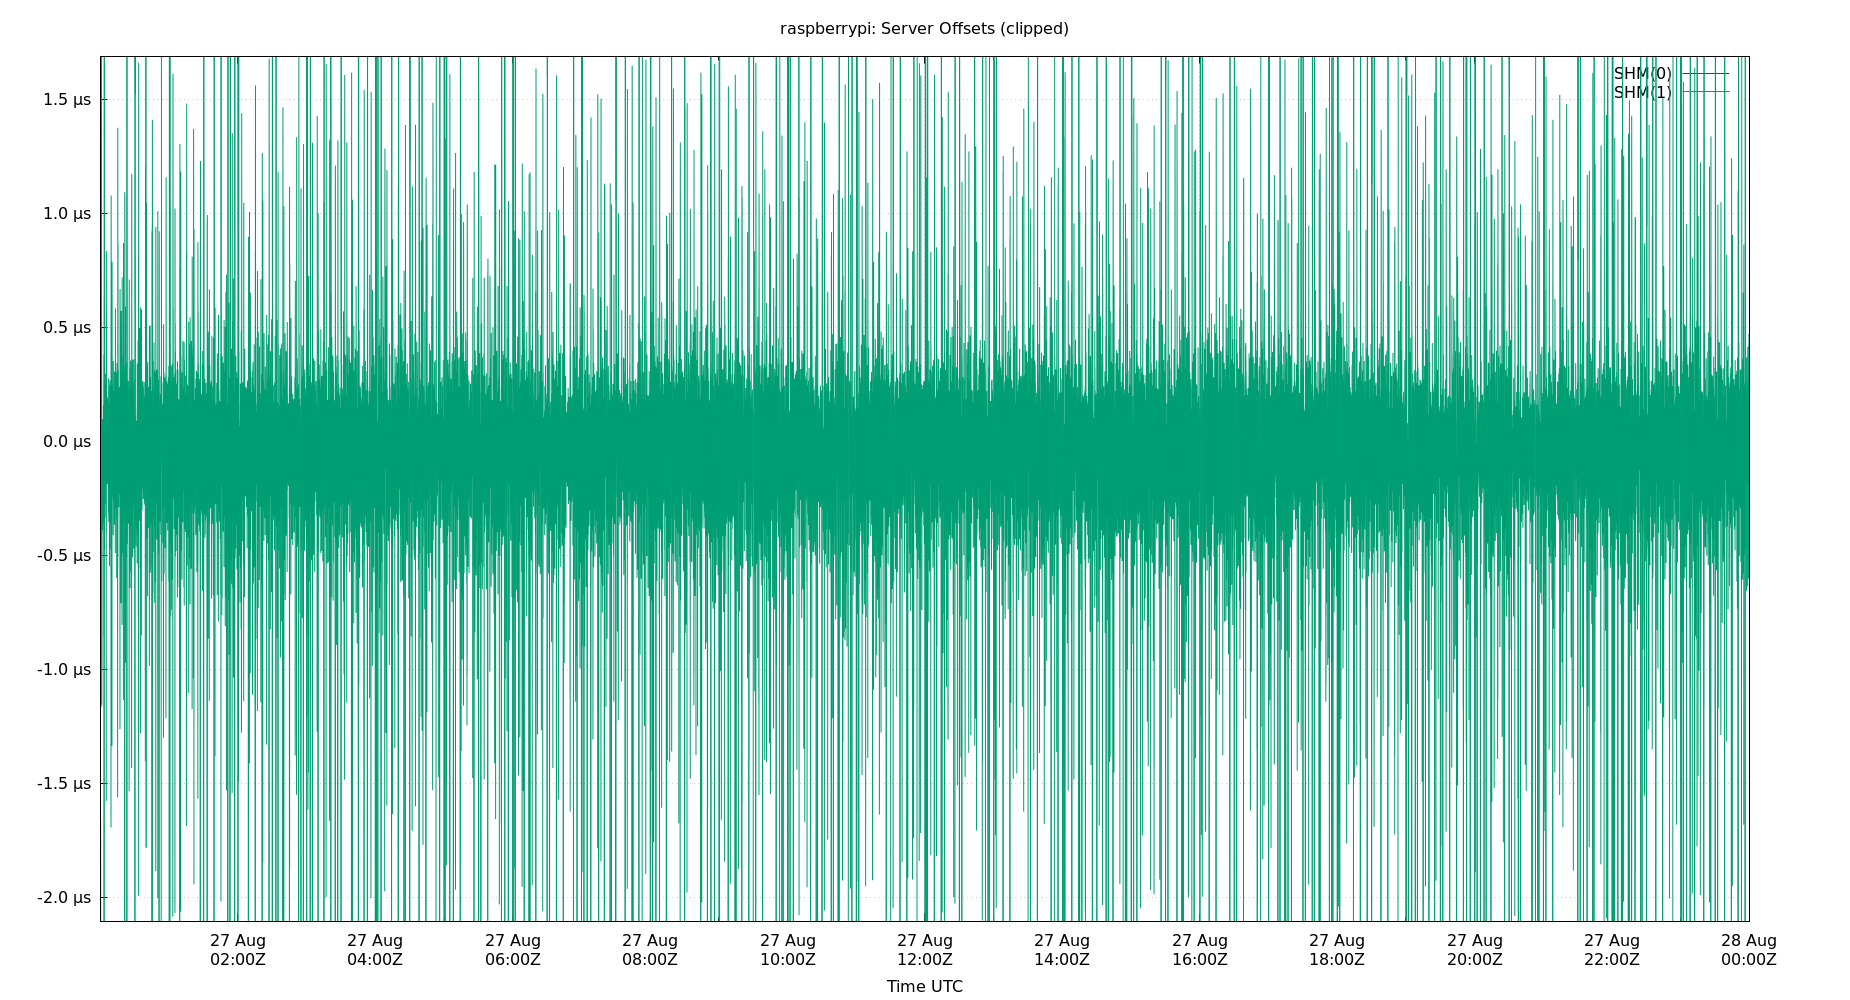 raspberrypi: Server Offsets (clipped)
SHM(0)
SHM(1)
1.5 µs
1.0 µs
0.5 µs
0.0 µs
-0.5 µs
-1.0 µs
-1.5 µs
-2.0 µs
27 Aug 27 Aug 27 Aug 27 Aug 27 Aug 27 Aug 27 Aug 27 Aug 27 Aug 27 Aug 27 Aug 28 Aug
02:00Z 04:00Z 06:00Z 08:00Z 10:00Z 12:00Z 14:00Z 16:00Z 18:00Z 20:00Z 22:00Z 00:00Z
Time UTC